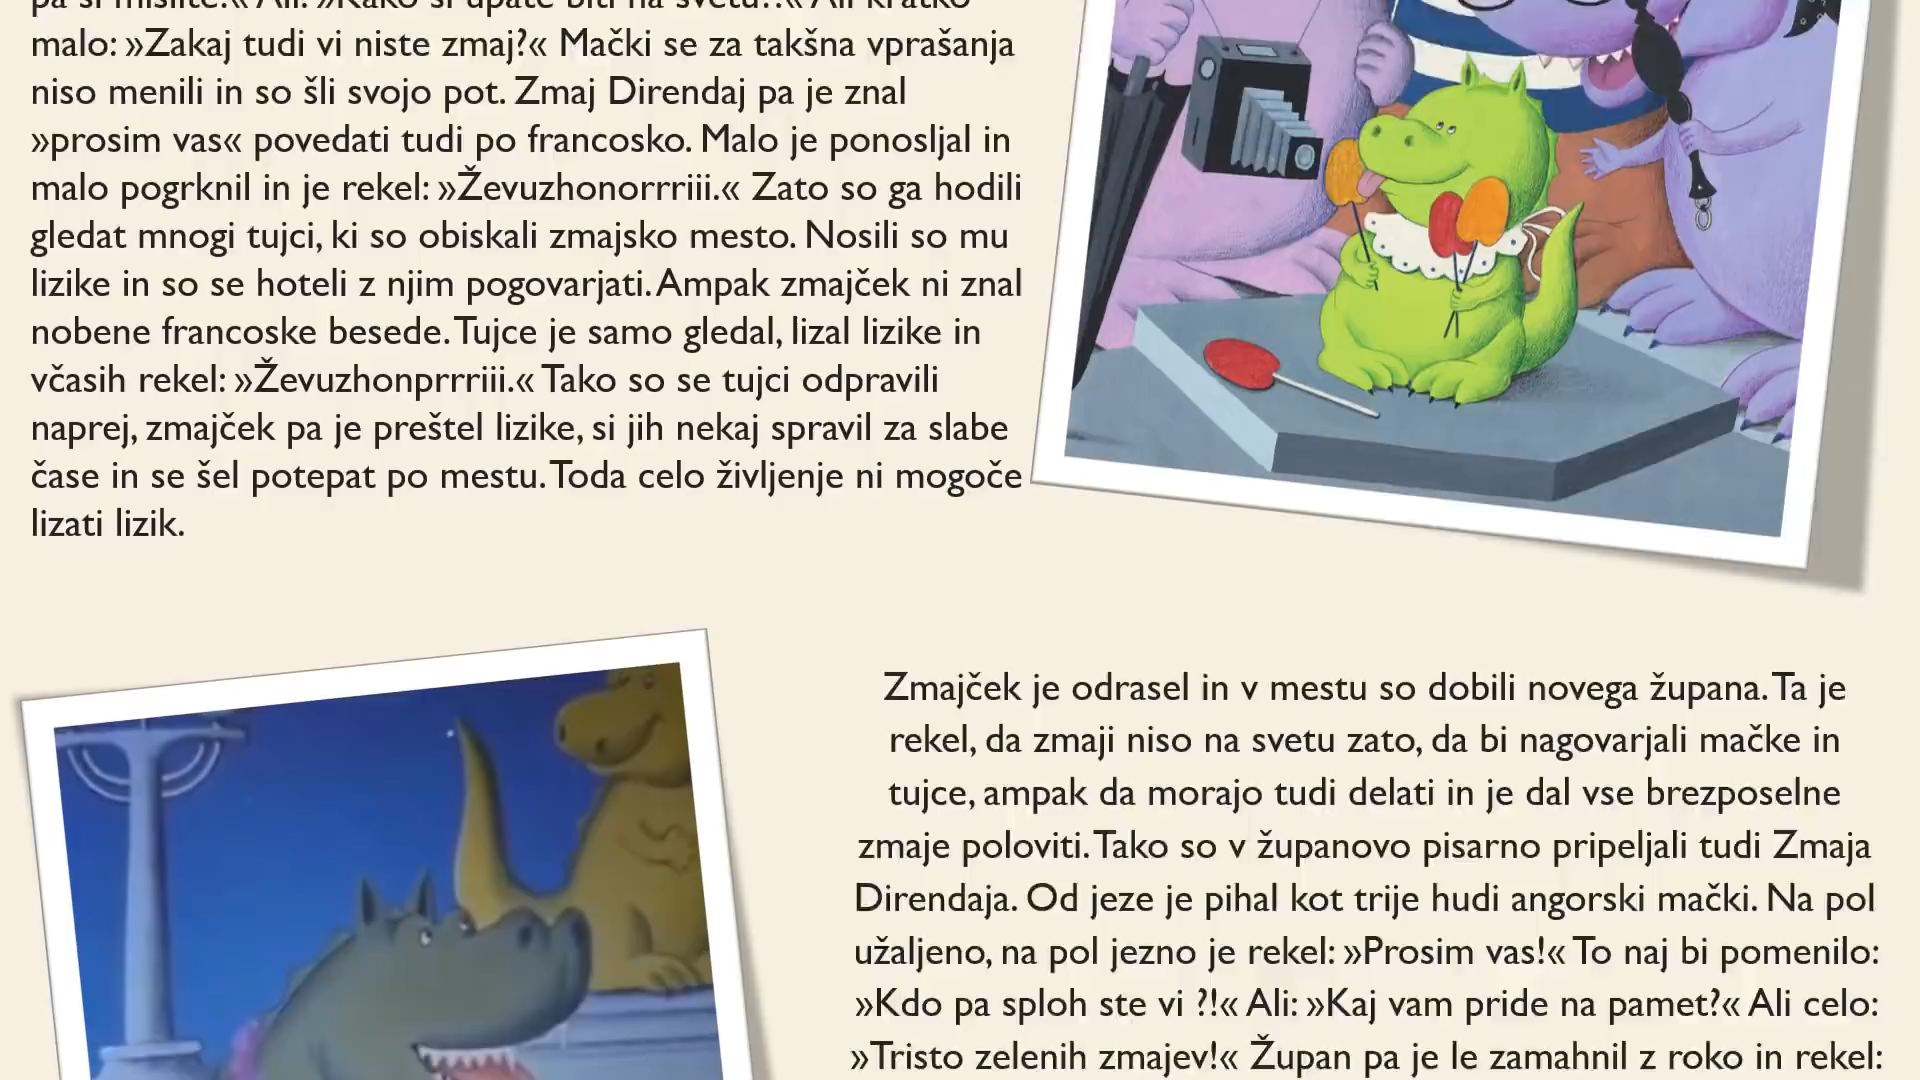 malo: »Zakaj tudi vi niste zmaj?« Mački se za takšna vprašanja
niso menili in so šli svojo pot. Zmaj Direndaj pa je znal
»prosim vas« povedati tudi po francosko. Malo je ponosljal in
malo pogrknil in je rekel: »Ževuzhonorrriii.« Zato so ga hodili
gledat mnogi tujci, ki so obiskali zmajsko mesto. Nosili so mu
lizike in so se hoteli z njim pogovarjati. Ampak zmajček ni znal
nobene francoske besede. Tujce je samo gledal, lizal lizike in
včasih rekel: »Ževuzhonprrriii.« Tako so se tujci odpravili
naprej, zmajček pa je preštel lizike, si jih nekaj spravil za slabe
čase in se šel potepat po mestu. Toda celo življenje ni mogoče
lizati lizik.
Zmajček je odrasel in v mestu so dobili novega župana. Ta je
rekel, da zmaji niso na svetu zato, da bi nagovarjali mačke in
tujce, ampak da morajo tudi delati in je dal vse brezposelne
zmaje poloviti. Tako so v županovo pisarno pripeljali tudi Zmaja
Direndaja. Od jeze je pihal kot trije hudi angorski mački. Na pol
užaljeno, na pol jezno je rekel: »Prosim vas!« To naj bi pomenilo:
»Kdo pa sploh ste vi ?!« Ali: »Kaj vam pride na pamet?« Ali celo:
»Tristo zelenih zmajev!« Župan pa je le zamahnil z roko in rekel: